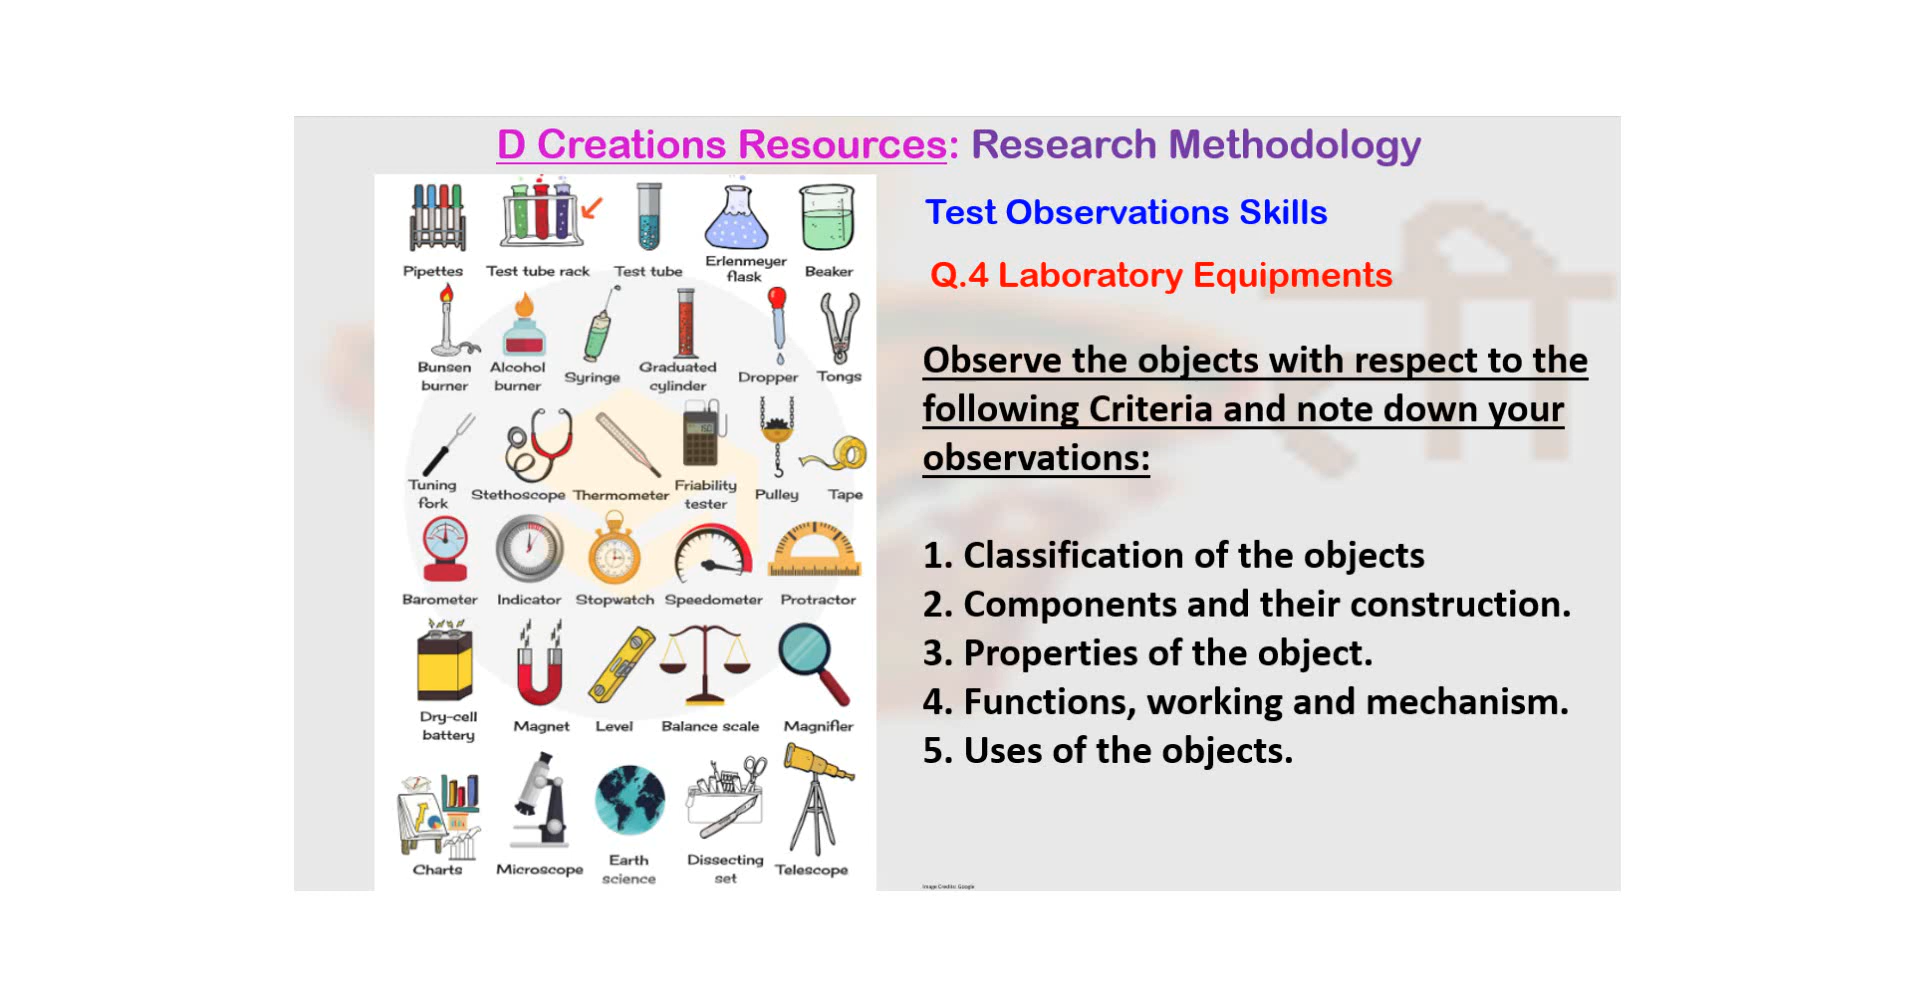 D Creations Resources: Research Methodology
Pipettes
Test tube rack
Test tube
Erlenmeyer
flask
Beaker
Bunsen
burner
Alcohol
burner
Syringe
Graduated
cylinder
Dropper
Tongs
Tuning
fork
Stethoscope
Thermometer
Friability
tester
Pulley
Tape
Barometer
Indicator
Stopwatch
Speedometer
Protractor
Dry-cell
battery
Magnet
Level
Balance scale
Magnifier
Charts
Microscope
Earth
science
Dissecting
set
Telescope
Test Observations Skills
Q.4 Laboratory Equipments
Observe the objects with respect to the
following Criteria and note down your
observations:
1. Classification of the objects
2. Components and their construction.
3. Properties of the object.
4. Functions, working and mechanism.
5. Uses of the objects.
Image Credits: Google